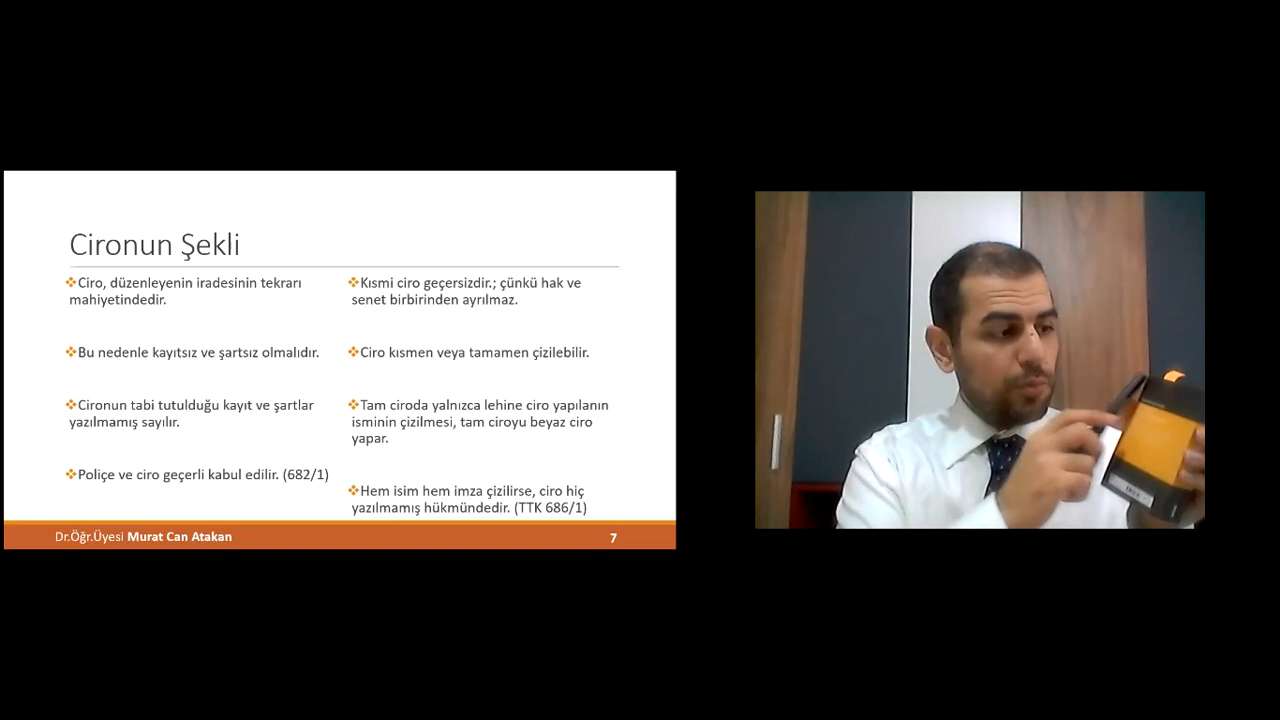 Cironun Şekli
❖Ciro, düzenleyenin iradesinin tekrarı
mahiyetindedir.
❖Bu nedenle kayıtsız ve şartsız olmalıdır.
❖Cironun tabi tutulduğu kayıt ve şartlar
yazılmamış sayılır.
❖Poliçe ve ciro geçerli kabul edilir. (682/1)
❖Kısmi ciro geçersizdir.; çünkü hak ve
senet birbirinden ayrılmaz.
❖Ciro kısmen veya tamamen çizilebilir.
❖Tam ciroda yalnızca lehine ciro yapılanın
isminin çizilmesi, tam ciroyu beyaz ciro
yapar.
❖Hem isim hem imza çizilirse, ciro hiç
yazılmamış hükmündedir. (TTK 686/1)
Dr.Öğr.Üyesi Murat Can Atakan
7